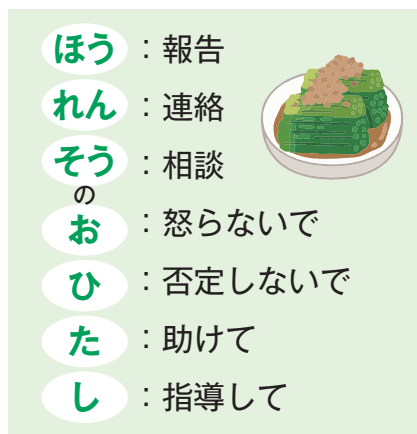 ほう：報告
れん：連絡
そう：相談
の
お：怒らないで
ひ：否定しないで
た：助けて
し：指導して